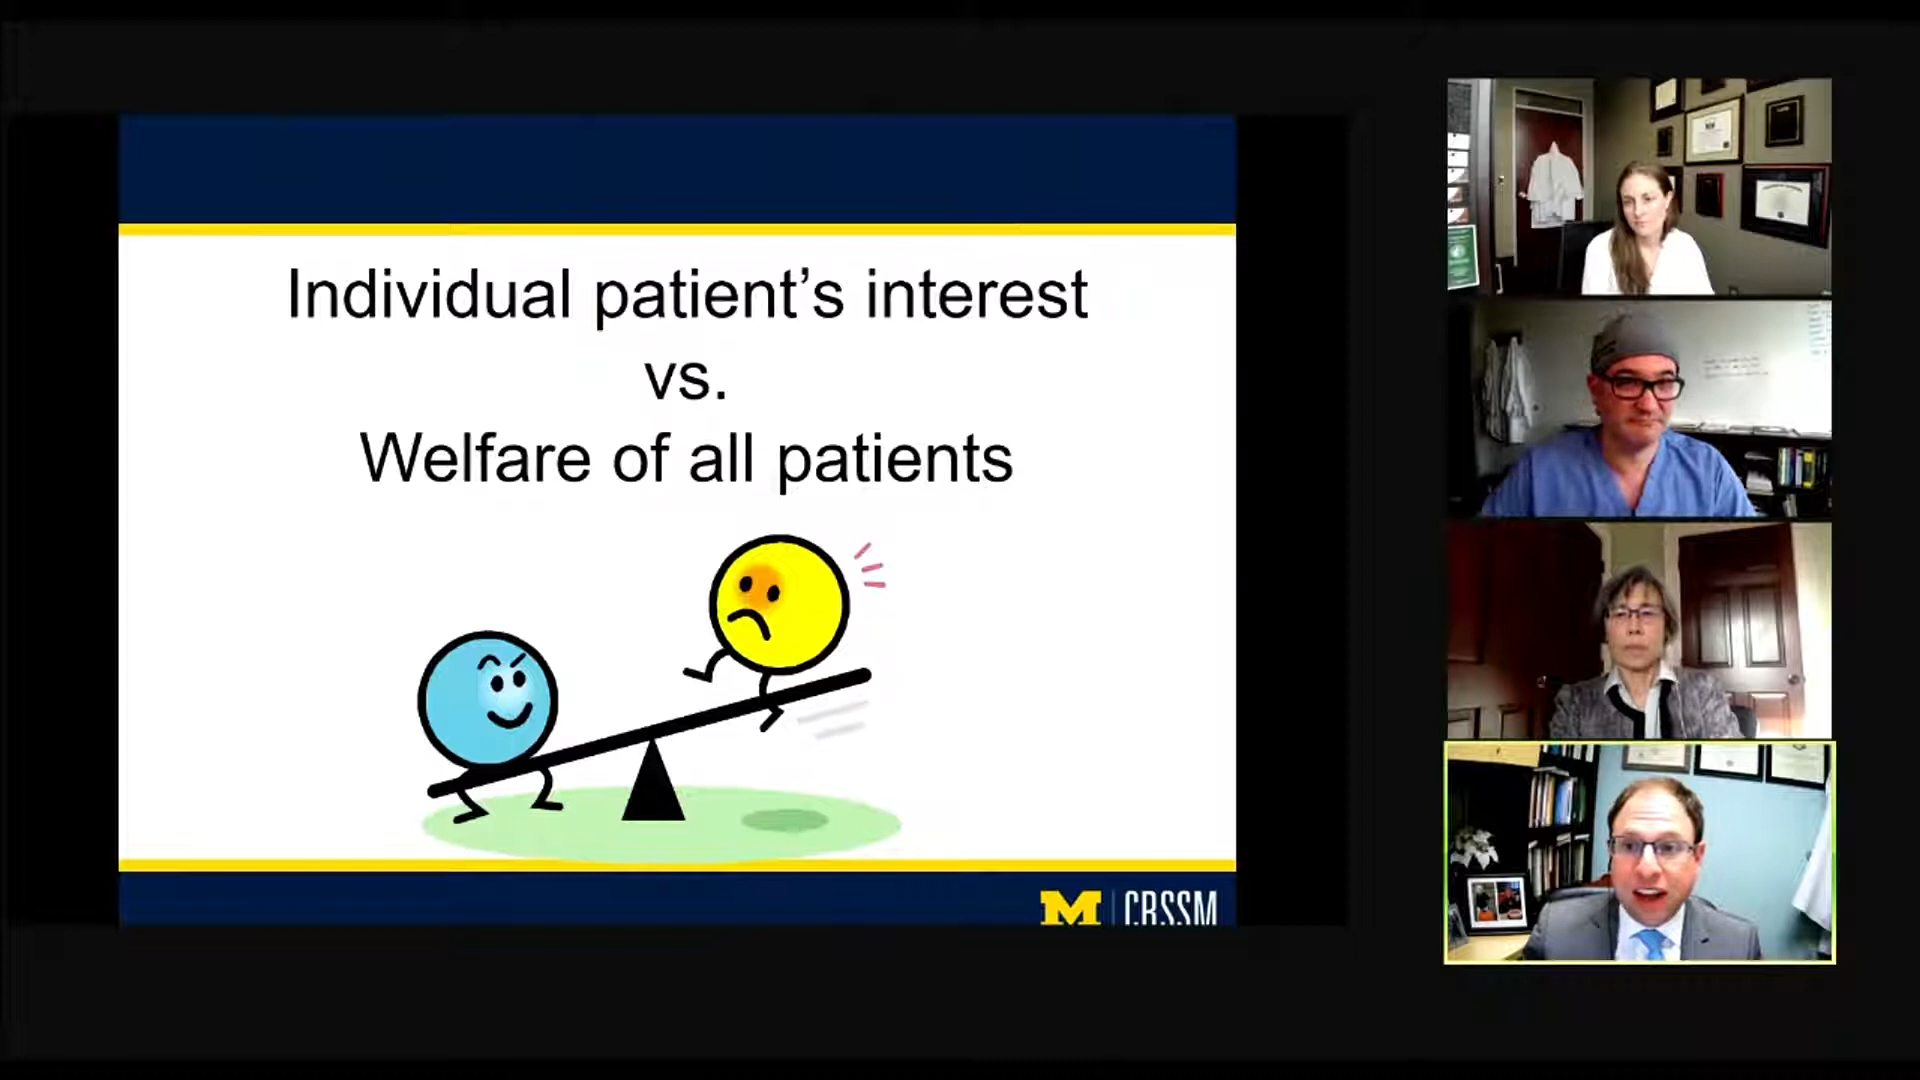 Individual patient’s interest
vs.
Welfare of all patients
M CBSSM